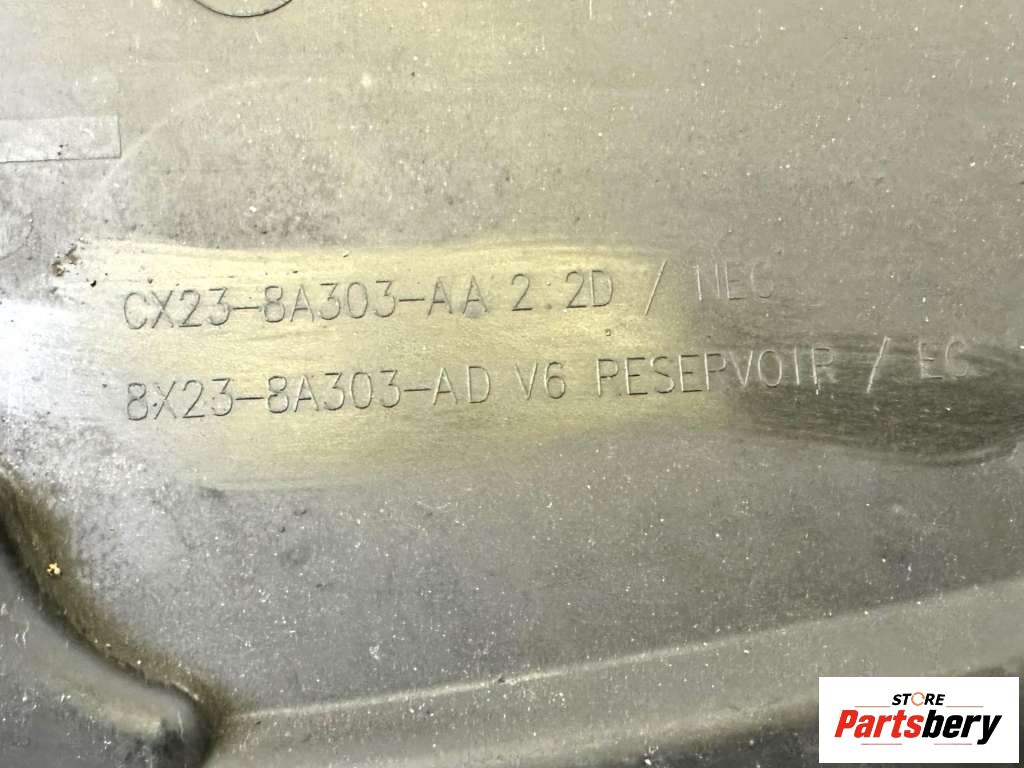 CX23-8A303-AA 2.2D / NEC
8X23-8A303-AD V6 RESERVOIR / EC
STORE
Partsbery